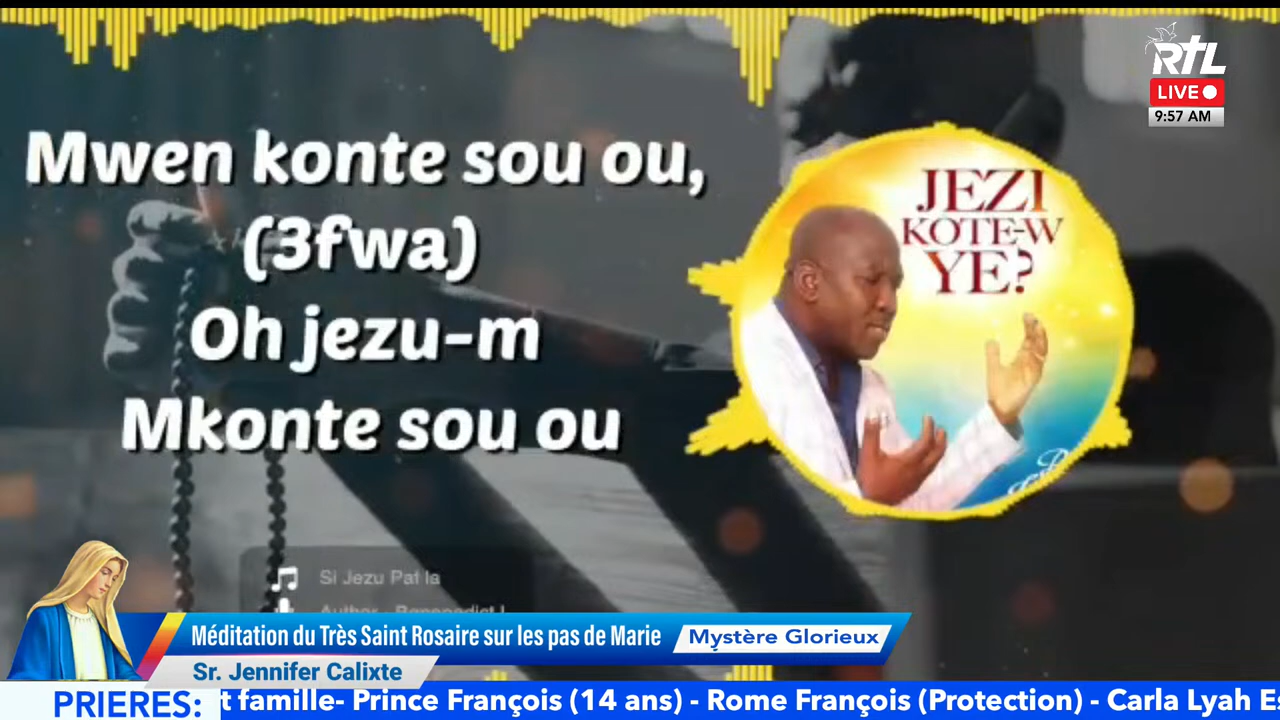 RTL
LIVE
9:57 AM
Mwen konte sou ou,
(3fwa)
Oh jezu-m
Mkonte sou ou
JEZI
KOTE-W
YE?
Si Jezu Pat la
Author -
Méditation du Très Saint Rosaire sur les pas de Marie
Mystère Glorieux
Sr. Jennifer Calixte
PRIERES:
t famille- Prince François (14 ans) - Rome François (Protection) - Carla Lyah E